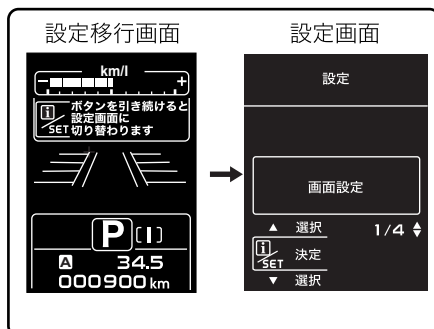 設定移行画面
km/l
− +
i/SET ボタンを引き続けると
設定画面に
切り替わります
P [I]
A 34.5
000900 km
設定画面
設定
画面設定
▲ 選択 1/4
i/SET 決定
▼ 選択